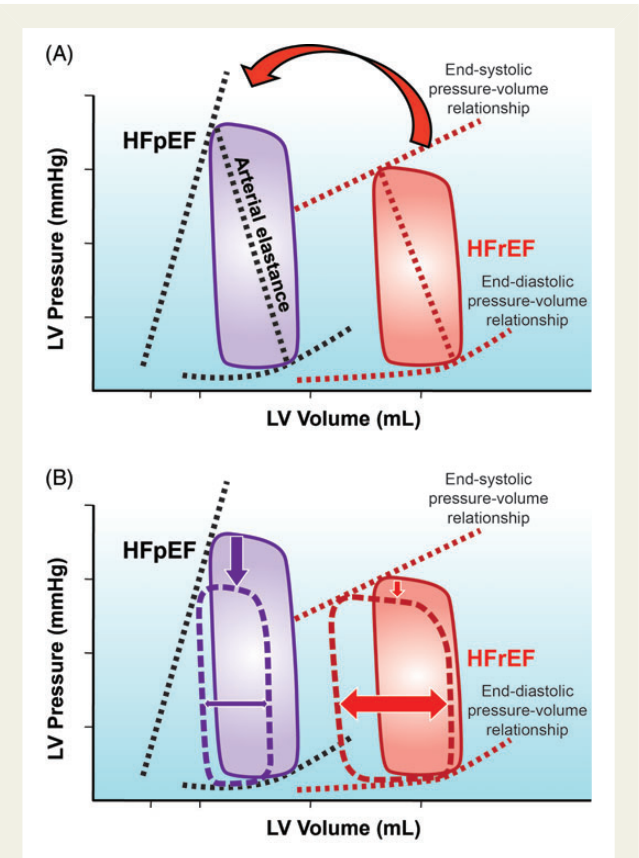 (A)
End-systolic
pressure-volume
relationship
HFpEF
Arterial elastance
HFrEF
End-diastolic
pressure-volume
relationship
LV Pressure (mmHg)
LV Volume (mL)
(B)
End-systolic
pressure-volume
relationship
HFpEF
HFrEF
End-diastolic
pressure-volume
relationship
LV Pressure (mmHg)
LV Volume (mL)